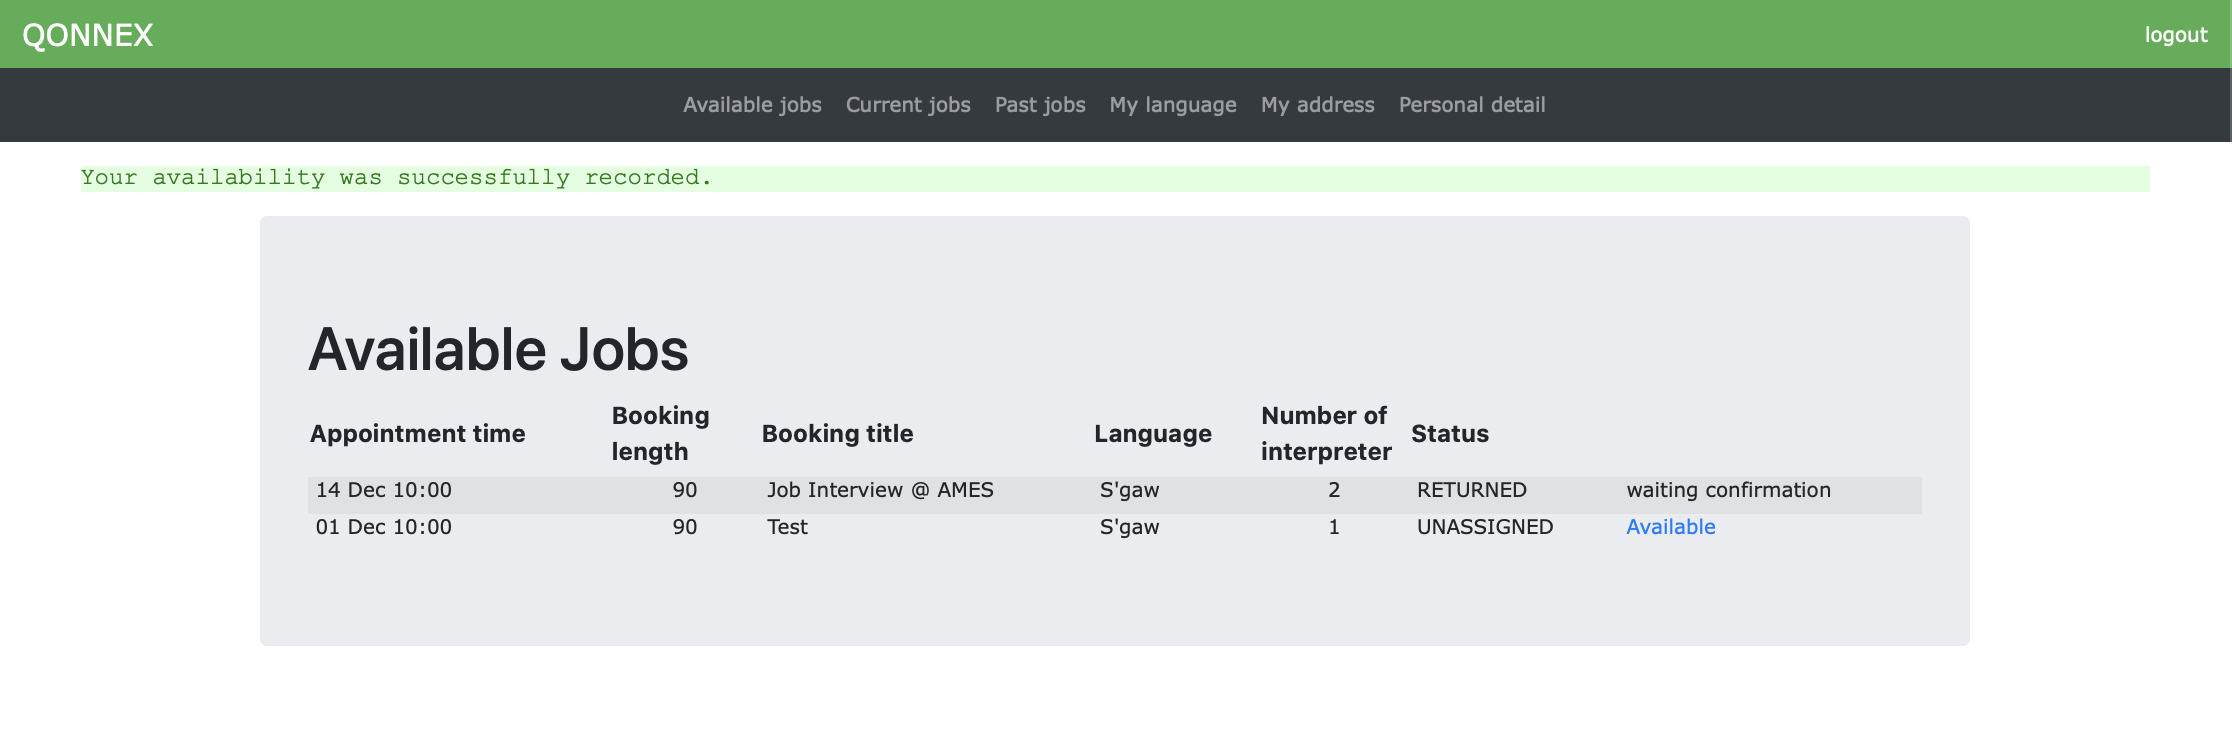 QONNEX logout
Available jobs Current jobs Past jobs My language My address Personal detail
Your availability was successfully recorded.
Available Jobs
Appointment time Booking length Booking title Language Number of interpreter Status
14 Dec 10:00 90 Job Interview @ AMES S'gaw 2 RETURNED waiting confirmation
01 Dec 10:00 90 Test S'gaw 1 UNASSIGNED Available